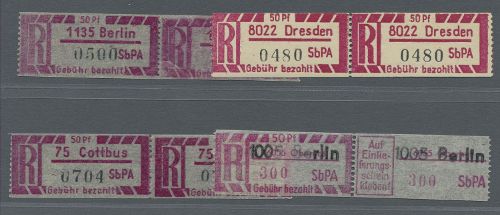 50 Pf
1135 Berlin
R 0500 SbPA
Gebühr bezahlt
R
50 Pf
8022 Dresden
R 0480 SbPA
Gebühr bezahlt
50 Pf
8022 Dresden
0480 SbPA
Gebühr bezahlt
50 Pf
75 Cottbus
R 0704 SbPA
Gebühr bezahlt
75
R
1005 Berlin
R 300 SbPA
Gebühr bezahlt
Auf
Einlie-
ferungs-
schein
kleben!
1005 Berlin
300 SbPA